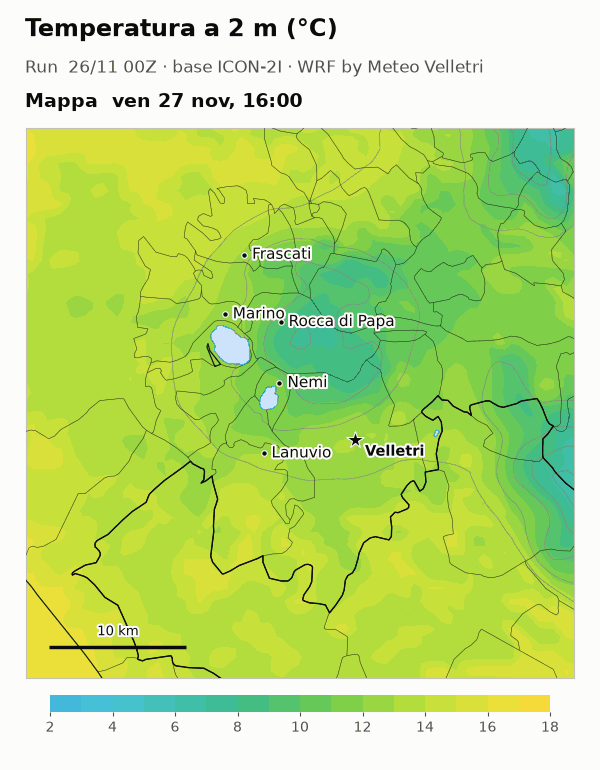 Temperatura a 2 m (°C)
Run 26/11 00Z · base ICON-2I · WRF by Meteo Velletri
Mappa ven 27 nov, 16:00
Frascati
Marino
Rocca di Papa
Nemi
Velletri
Lanuvio
10 km
2 4 6 8 10 12 14 16 18